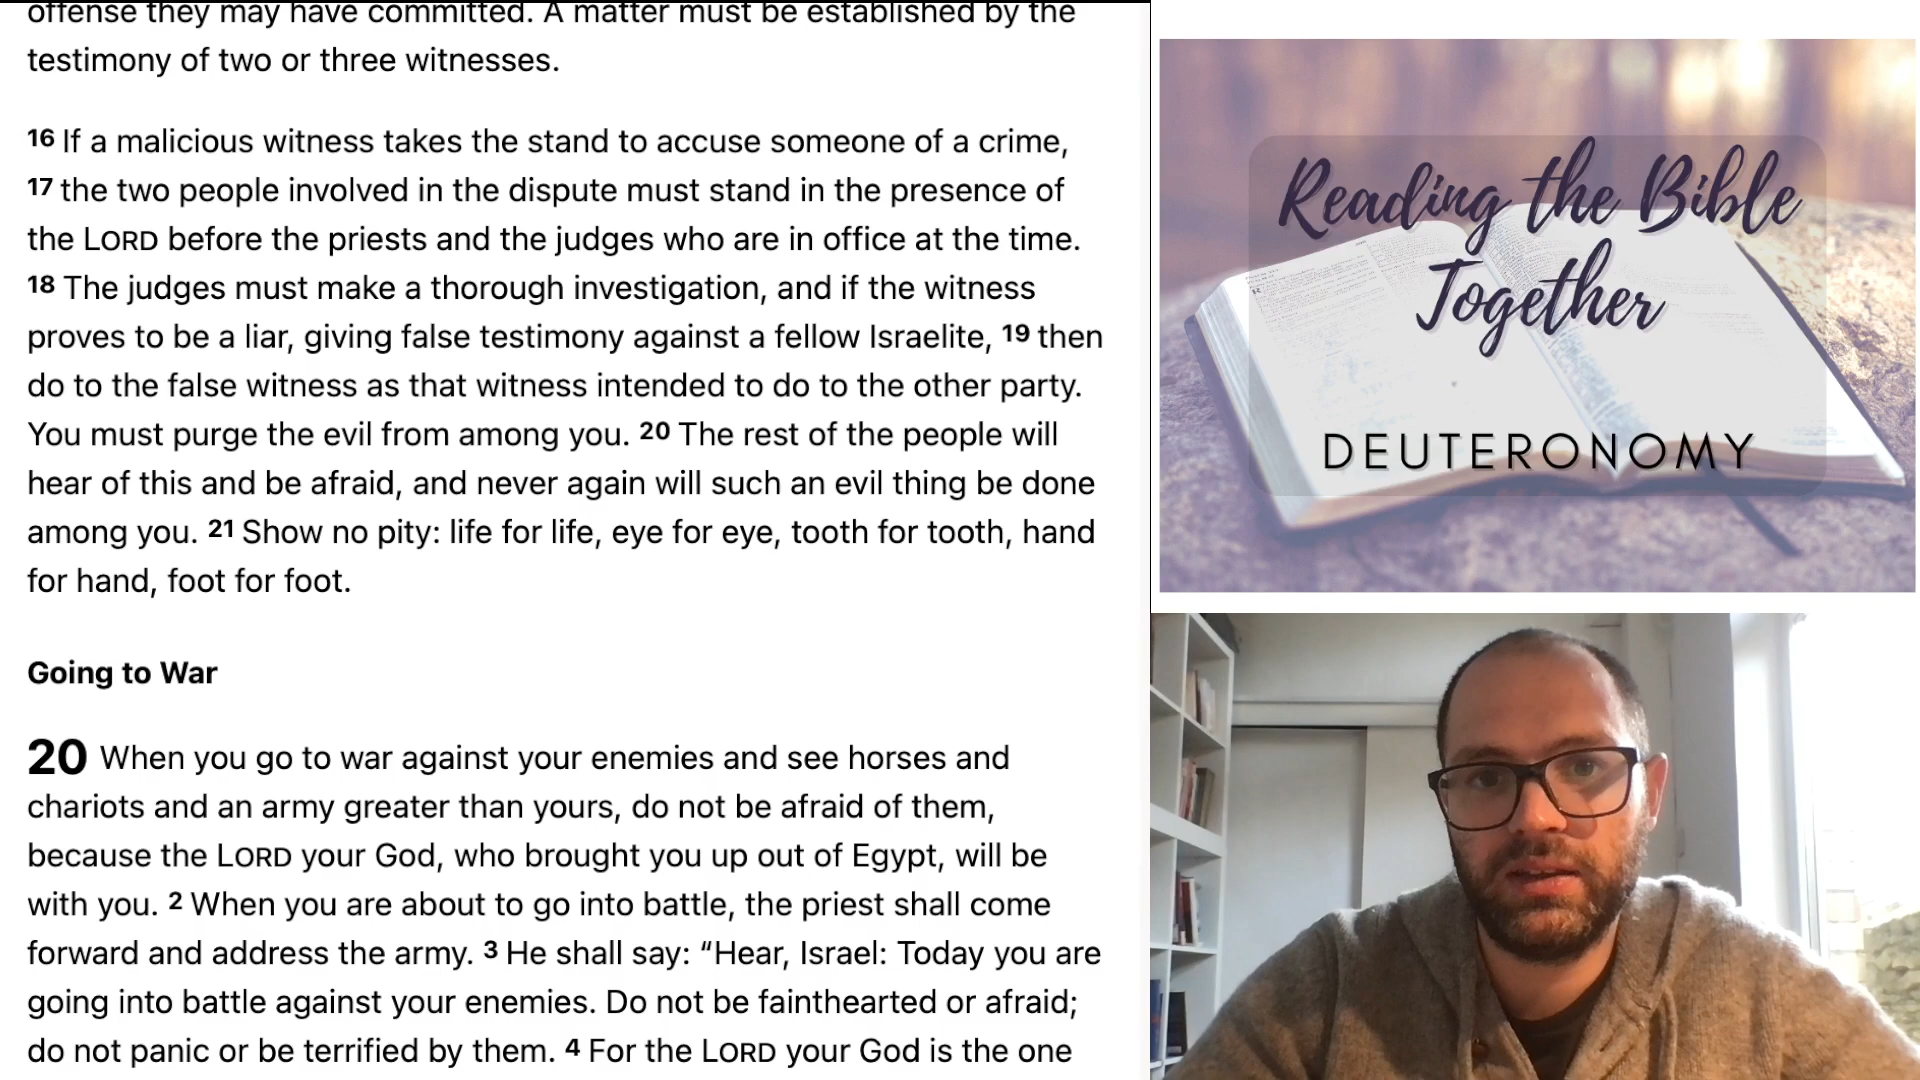 offense they may have committed. A matter must be established by the
testimony of two or three witnesses.
16 If a malicious witness takes the stand to accuse someone of a crime,
17 the two people involved in the dispute must stand in the presence of
the LORD before the priests and the judges who are in office at the time.
18 The judges must make a thorough investigation, and if the witness
proves to be a liar, giving false testimony against a fellow Israelite, 19 then
do to the false witness as that witness intended to do to the other party.
You must purge the evil from among you. 20 The rest of the people will
hear of this and be afraid, and never again will such an evil thing be done
among you. 21 Show no pity: life for life, eye for eye, tooth for tooth, hand
for hand, foot for foot.
Going to War
20 When you go to war against your enemies and see horses and
chariots and an army greater than yours, do not be afraid of them,
because the LORD your God, who brought you up out of Egypt, will be
with you. 2 When you are about to go into battle, the priest shall come
forward and address the army. 3 He shall say: “Hear, Israel: Today you are
going into battle against your enemies. Do not be fainthearted or afraid;
do not panic or be terrified by them. 4 For the LORD your God is the one
Reading the Bible
Together
DEUTERONOMY